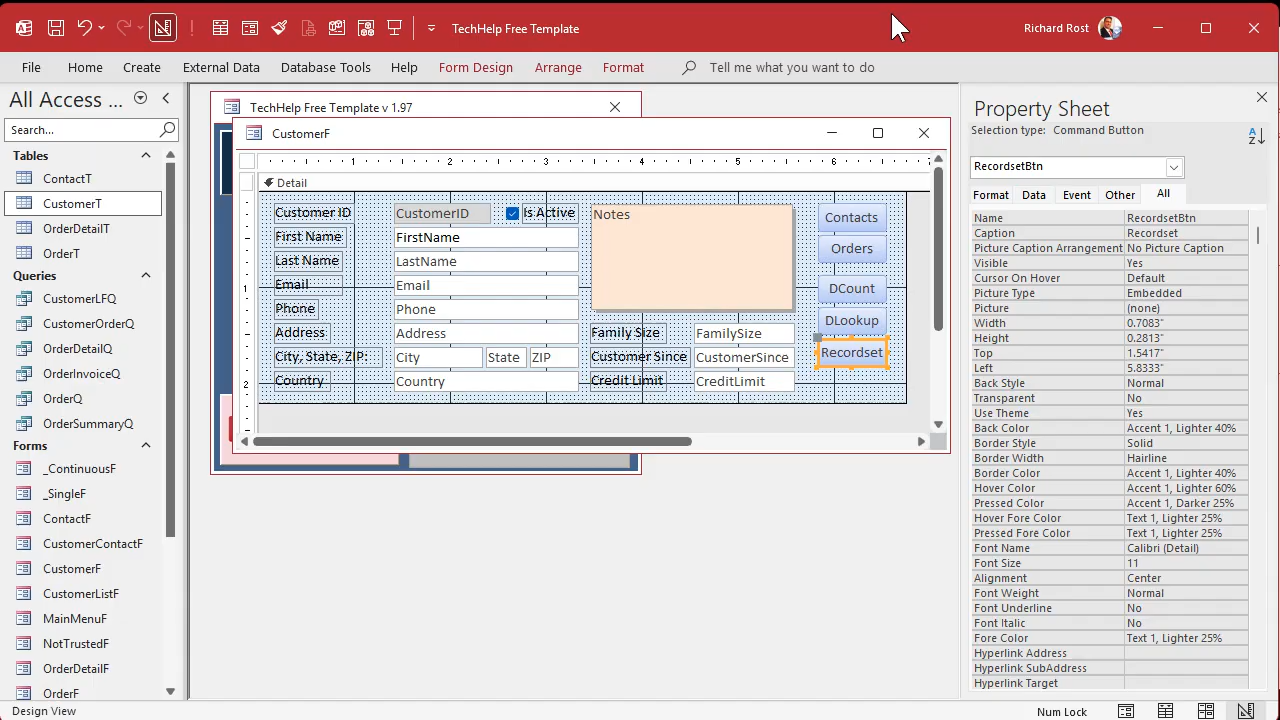 TechHelp Free Template
Richard Rost
File Home Create External Data Database Tools Help Form Design Arrange Format Tell me what you want to do
All Access ...
Search...
Tables
ContactT
CustomerT
OrderDetailT
OrderT
Queries
CustomerLFQ
CustomerOrderQ
OrderDetailQ
OrderInvoiceQ
OrderQ
OrderSummaryQ
Forms
_ContinuousF
_SingleF
ContactF
CustomerContactF
CustomerF
CustomerListF
MainMenuF
NotTrustedF
OrderDetailF
OrderF
TechHelp Free Template v 1.97
CustomerF
1 2 3 4 5 6 7
Detail
Customer ID CustomerID Is Active Notes Contacts
First Name FirstName
Orders
Last Name LastName
1 Email Email DCount
Phone Phone
DLookup
Address Address Family Size FamilySize
City, State, ZIP: City State ZIP Customer Since CustomerSince Recordset
2 Country Country Credit Limit CreditLimit
Property Sheet
Selection type: Command Button
A
Z
RecordsetBtn
Format Data Event Other All
Name RecordsetBtn
Caption Recordset
Picture Caption Arrangement No Picture Caption
Visible Yes
Cursor On Hover Default
Picture Type Embedded
Picture (none)
Width 0.7083"
Height 0.2813"
Top 1.5417"
Left 5.8333"
Back Style Normal
Transparent No
Use Theme Yes
Back Color Accent 1, Lighter 40%
Border Style Solid
Border Width Hairline
Border Color Accent 1, Lighter 40%
Hover Color Accent 1, Lighter 60%
Pressed Color Accent 1, Darker 25%
Hover Fore Color Text 1, Lighter 25%
Pressed Fore Color Text 1, Lighter 25%
Font Name Calibri (Detail)
Font Size 11
Alignment Center
Font Weight Normal
Font Underline No
Font Italic No
Fore Color Text 1, Lighter 25%
Hyperlink Address
Hyperlink SubAddress
Hyperlink Target
Design View
Num Lock